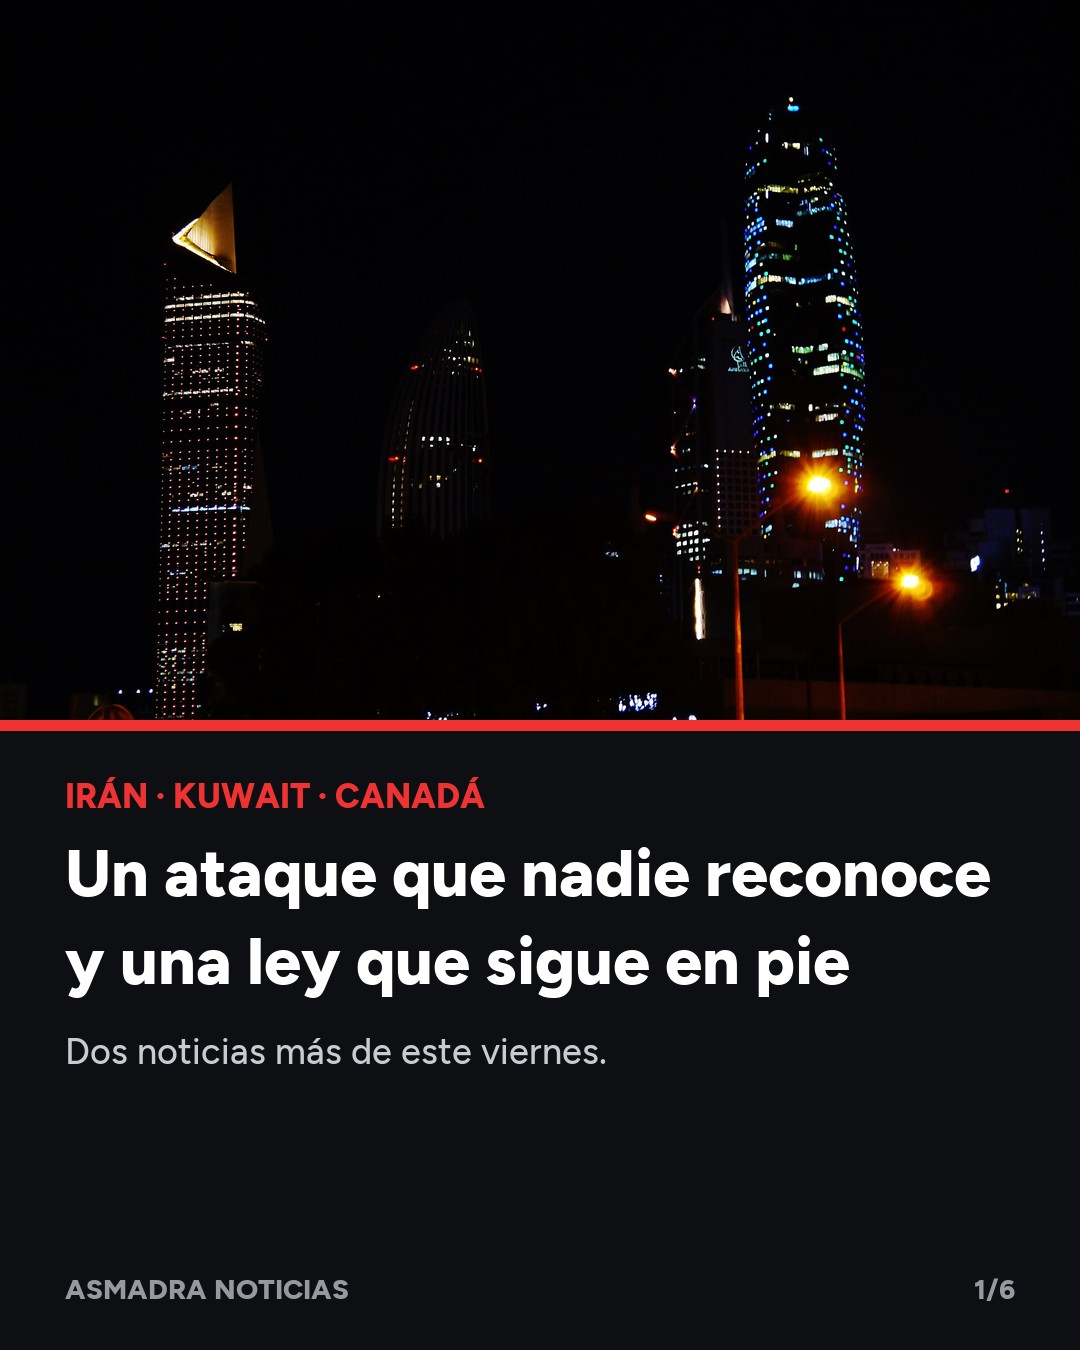 IRÁN · KUWAIT · CANADÁ
Un ataque que nadie reconoce
y una ley que sigue en pie
Dos noticias más de este viernes.
ASMADRA NOTICIAS
1/6